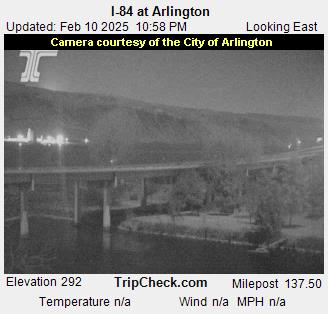 I-84 at Arlington
Updated: Feb 10 2025 10:58 PM Looking East
Camera courtesy of the City of Arlington
Elevation 292 TripCheck.com Milepost 137.50
Temperature n/a Wind n/a MPH n/a